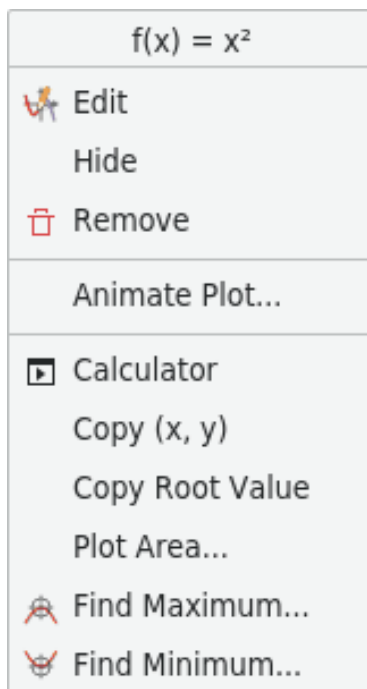 f(x) = x²
Edit
Hide
Remove
Animate Plot...
Calculator
Copy (x, y)
Copy Root Value
Plot Area...
Find Maximum...
Find Minimum...